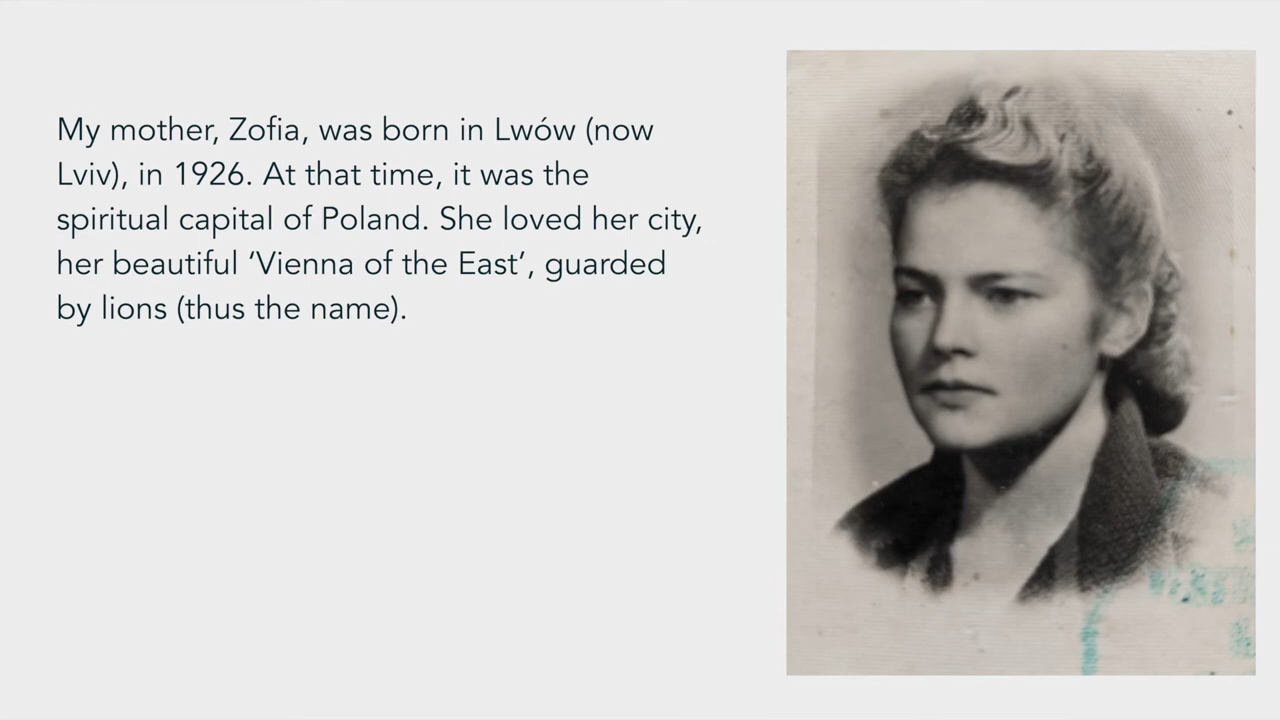 My mother, Zofia, was born in Lwów (now
Lviv), in 1926. At that time, it was the
spiritual capital of Poland. She loved her city,
her beautiful ‘Vienna of the East’, guarded
by lions (thus the name).